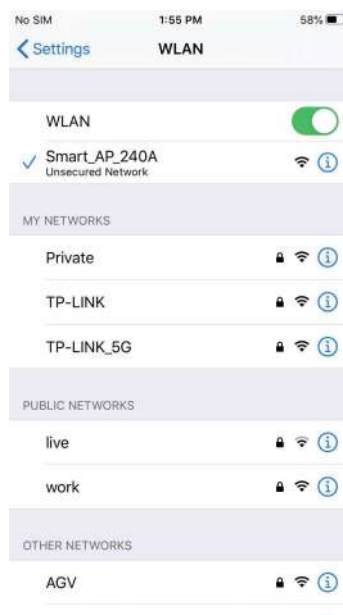 No SIM 1:55 PM 58%
Settings WLAN
WLAN
Smart_AP_240A
Unsecured Network
MY NETWORKS
Private
TP-LINK
TP-LINK_5G
PUBLIC NETWORKS
live
work
OTHER NETWORKS
AGV